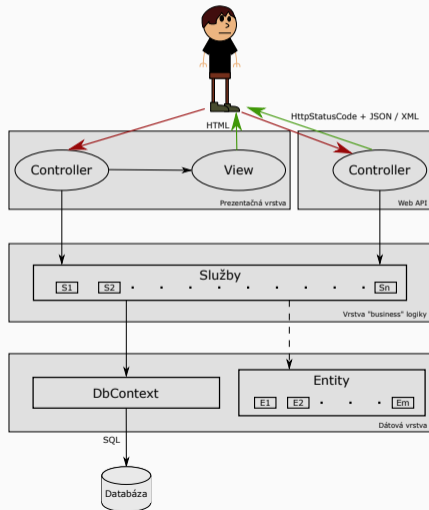 HttpStatusCode + JSON / XML
HTML
Controller
View
Controller
Prezentačná vrstva
Web API
Služby
S1
S2
Sn
Vrstva "business" logiky
DbContext
Entity
E1
E2
Em
Dátová vrstva
SQL
Databáza